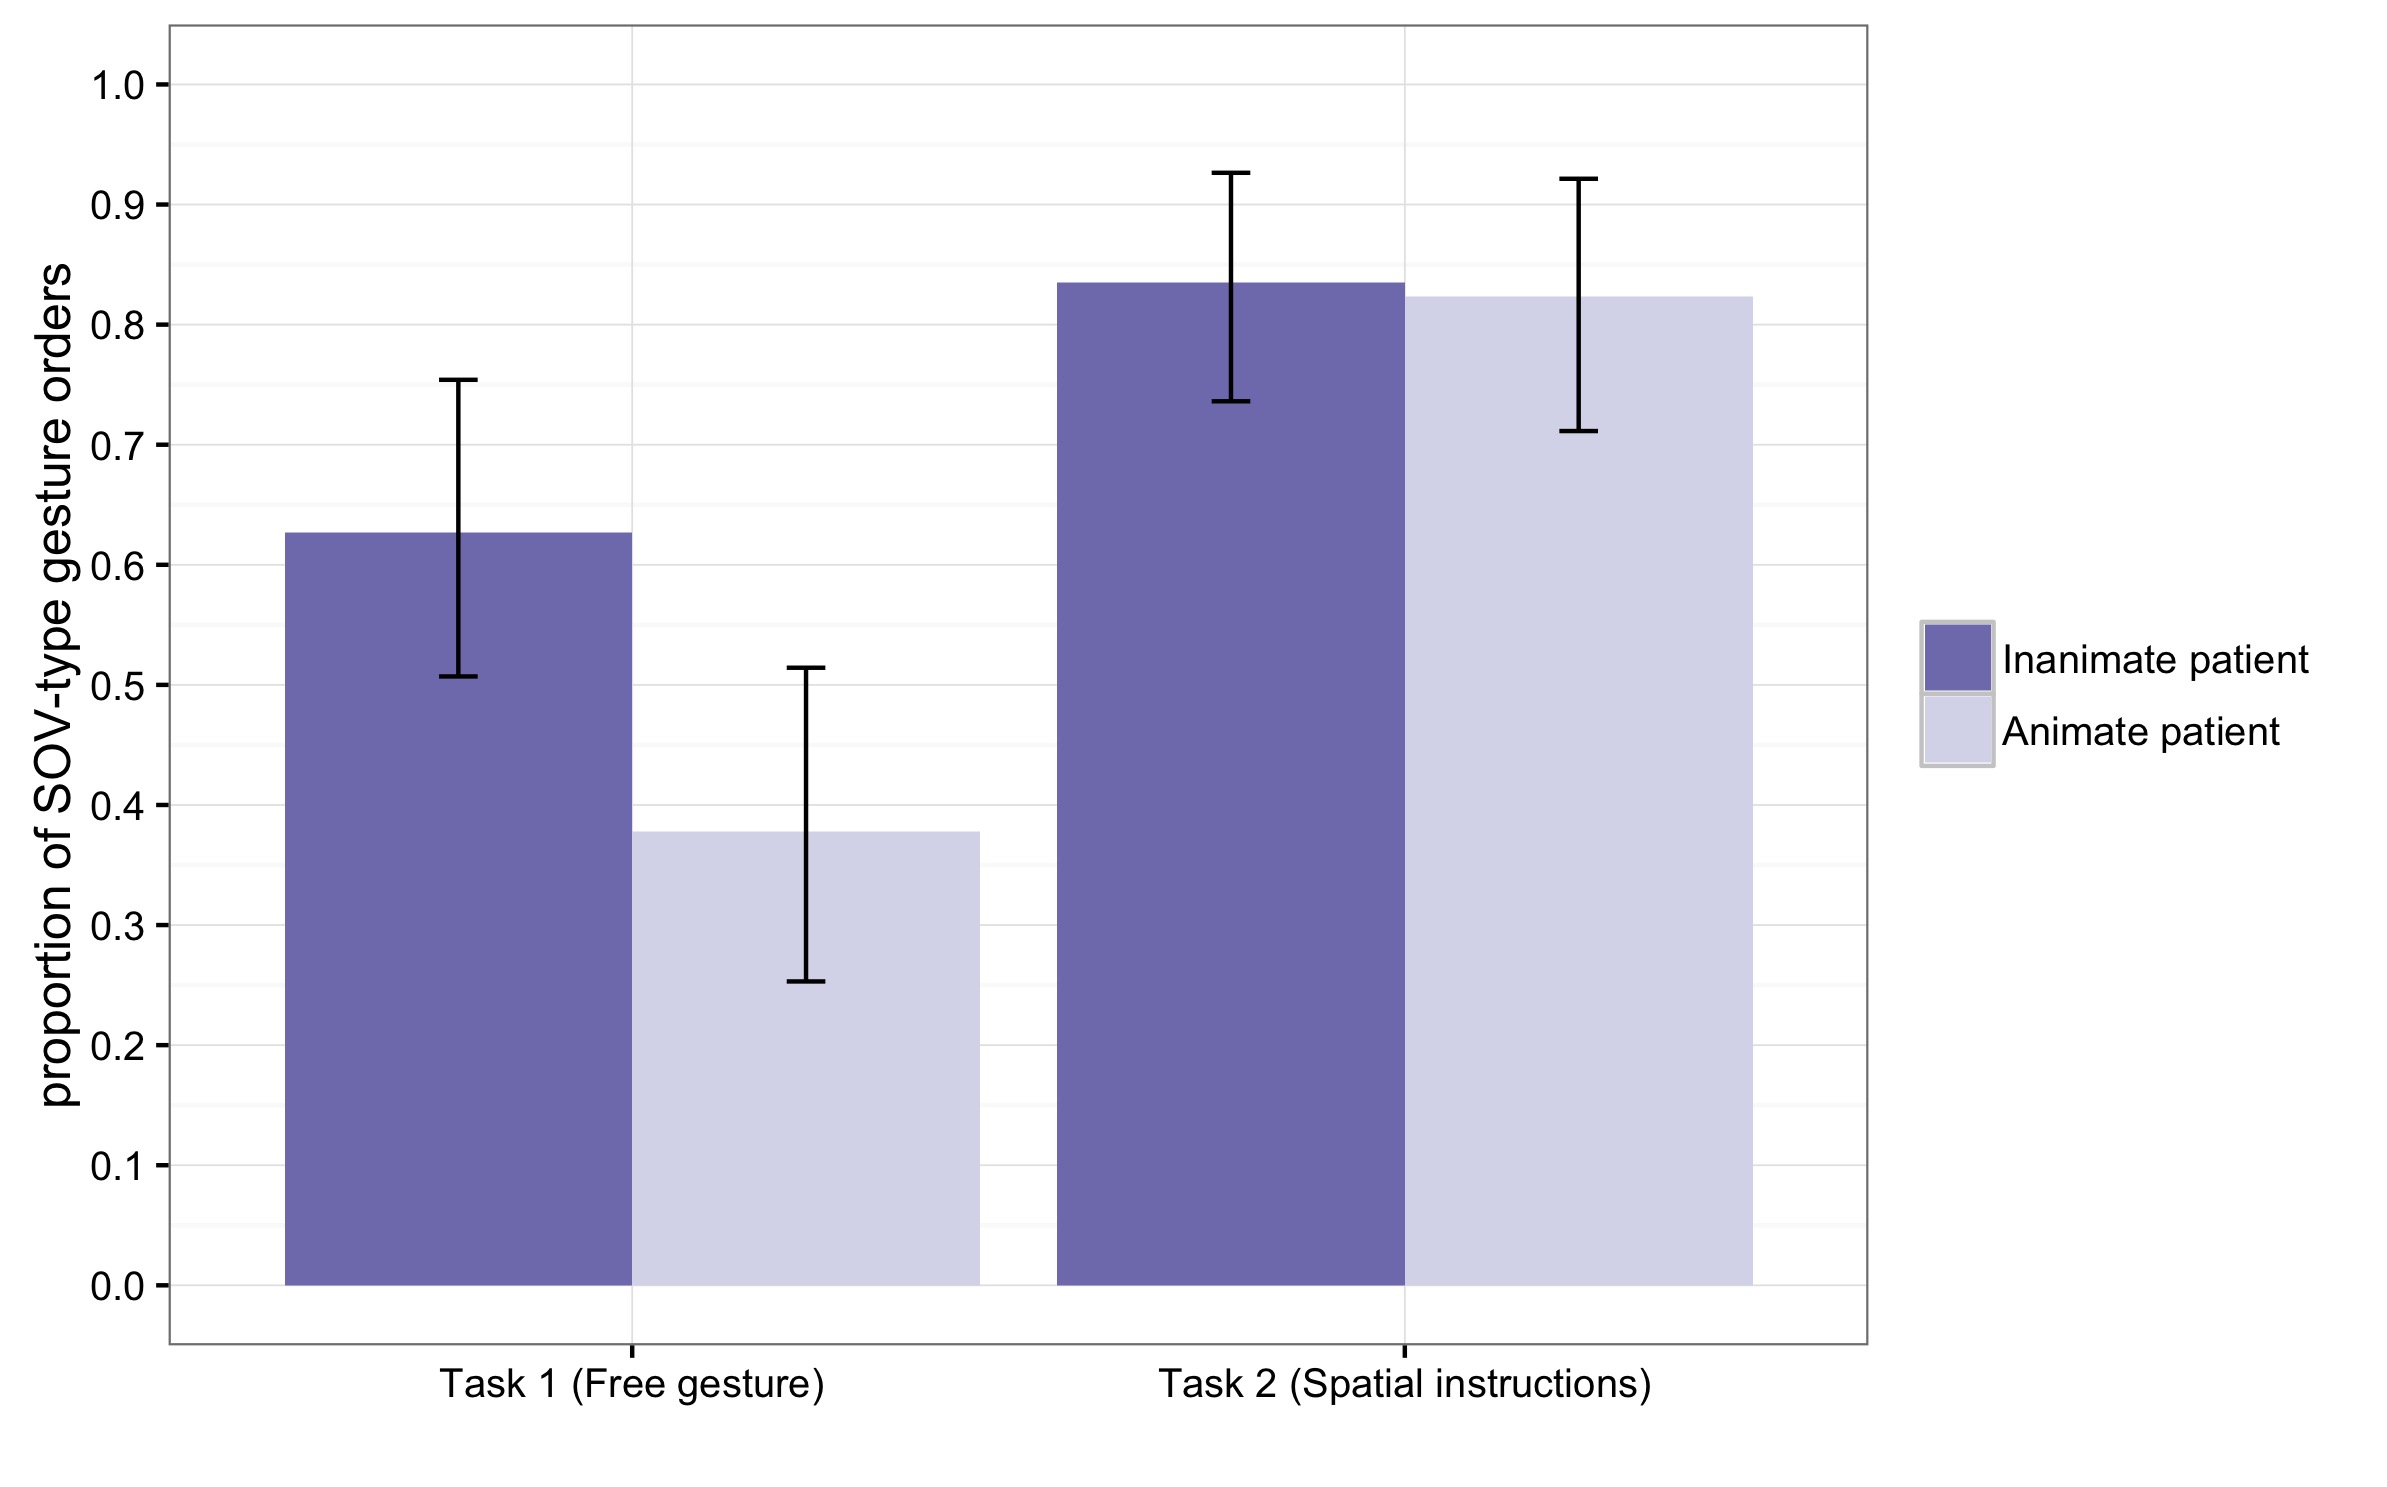 proportion of SOV-type gesture orders
1.0
0.9
0.8
0.7
0.6
0.5
0.4
0.3
0.2
0.1
0.0
Task 1 (Free gesture)
Task 2 (Spatial instructions)
Inanimate patient
Animate patient